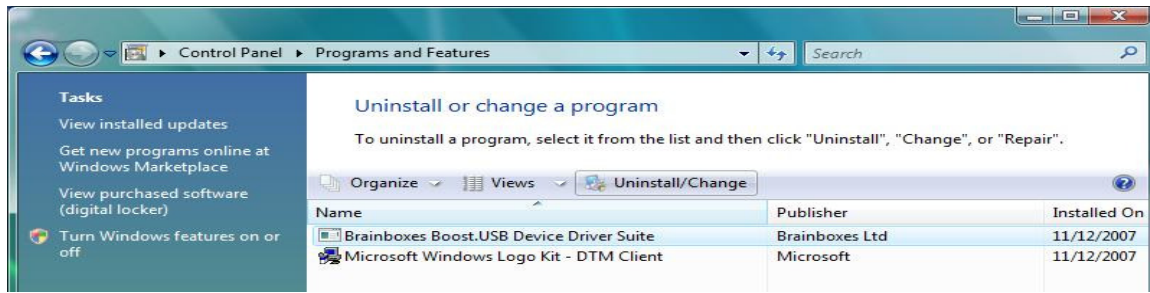 Control Panel
Programs and Features
Search
Tasks
View installed updates
Get new programs online at
Windows Marketplace
View purchased software
(digital locker)
Turn Windows features on or
off
Uninstall or change a program
To uninstall a program, select it from the list and then click "Uninstall", "Change", or "Repair".
Organize Views Uninstall/Change
Name Publisher Installed On
Brainboxes Boost.USB Device Driver Suite Brainboxes Ltd 11/12/2007
Microsoft Windows Logo Kit - DTM Client Microsoft 11/12/2007